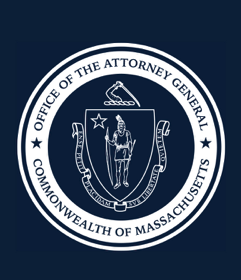 OFFICE OF THE ATTORNEY GENERAL
COMMONWEALTH OF MASSACHUSETTS